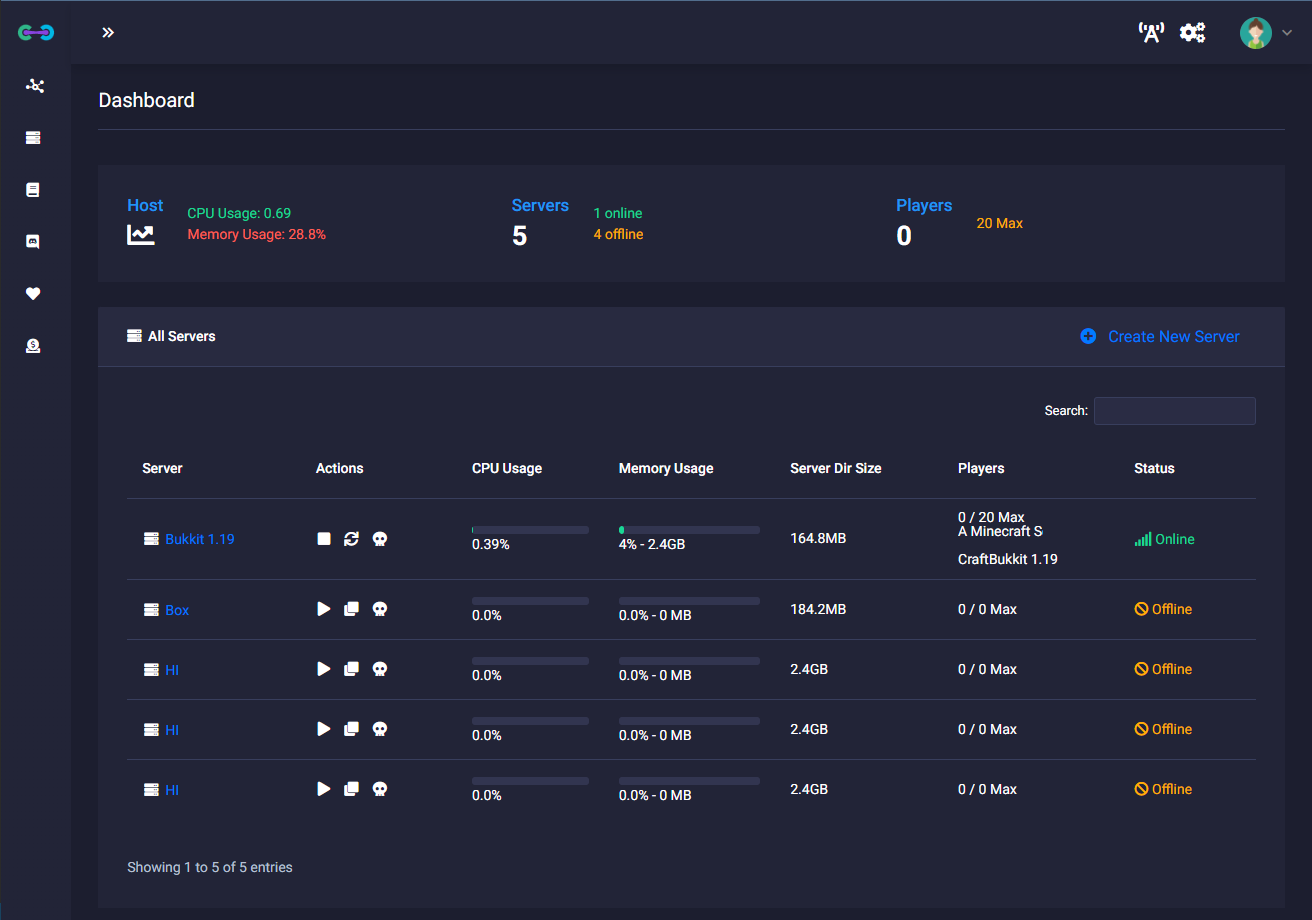 Dashboard
Host
CPU Usage: 0.69
Memory Usage: 28.8%
Servers
5
1 online
4 offline
Players
0
20 Max
All Servers
Create New Server
Search:
Server Actions CPU Usage Memory Usage Server Dir Size Players Status
Bukkit 1.19 0.39% 4% - 2.4GB 164.8MB
0 / 20 Max
A Minecraft S
CraftBukkit 1.19
Online
Box 0.0% 0.0% - 0 MB 184.2MB 0 / 0 Max Offline
HI 0.0% 0.0% - 0 MB 2.4GB 0 / 0 Max Offline
HI 0.0% 0.0% - 0 MB 2.4GB 0 / 0 Max Offline
HI 0.0% 0.0% - 0 MB 2.4GB 0 / 0 Max Offline
Showing 1 to 5 of 5 entries